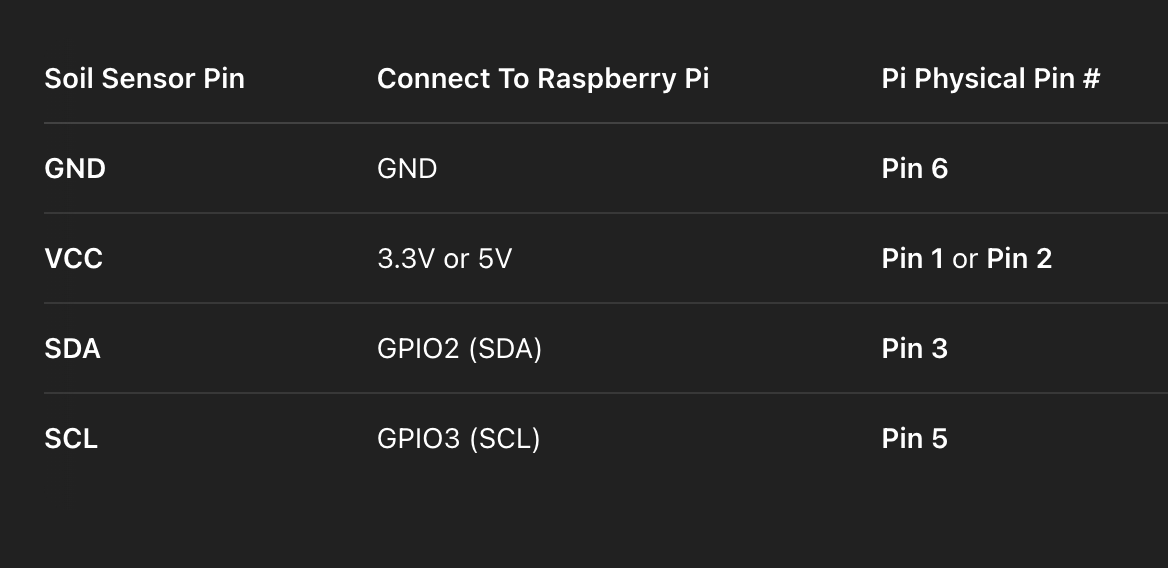 Soil Sensor Pin Connect To Raspberry Pi Pi Physical Pin #
GND GND Pin 6
VCC 3.3V or 5V Pin 1 or Pin 2
SDA GPIO2 (SDA) Pin 3
SCL GPIO3 (SCL) Pin 5